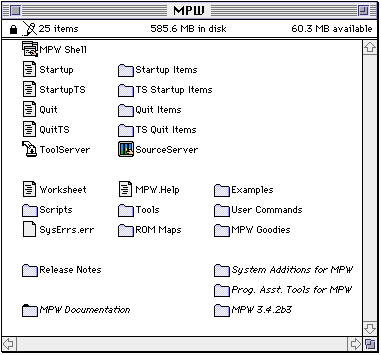 MPW
25 items 585.6 MB in disk 60.3 MB available
MPW Shell
Startup Startup Items
StartupTS TS Startup Items
Quit Quit Items
QuitTS TS Quit Items
ToolServer SourceServer
Worksheet MPW.Help Examples
Scripts Tools User Commands
SysErrs.err ROM Maps MPW Goodies
Release Notes System Additions for MPW
Prog. Asst. Tools for MPW
MPW Documentation MPW 3.4.2b3